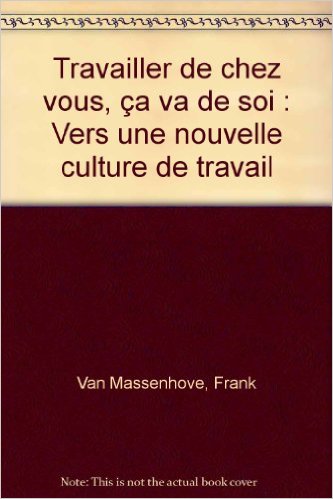 Travailler de chez
vous, ça va de soi :
Vers une nouvelle
culture de travail
Van Massenhove, Frank
Note: This is not the actual book cover